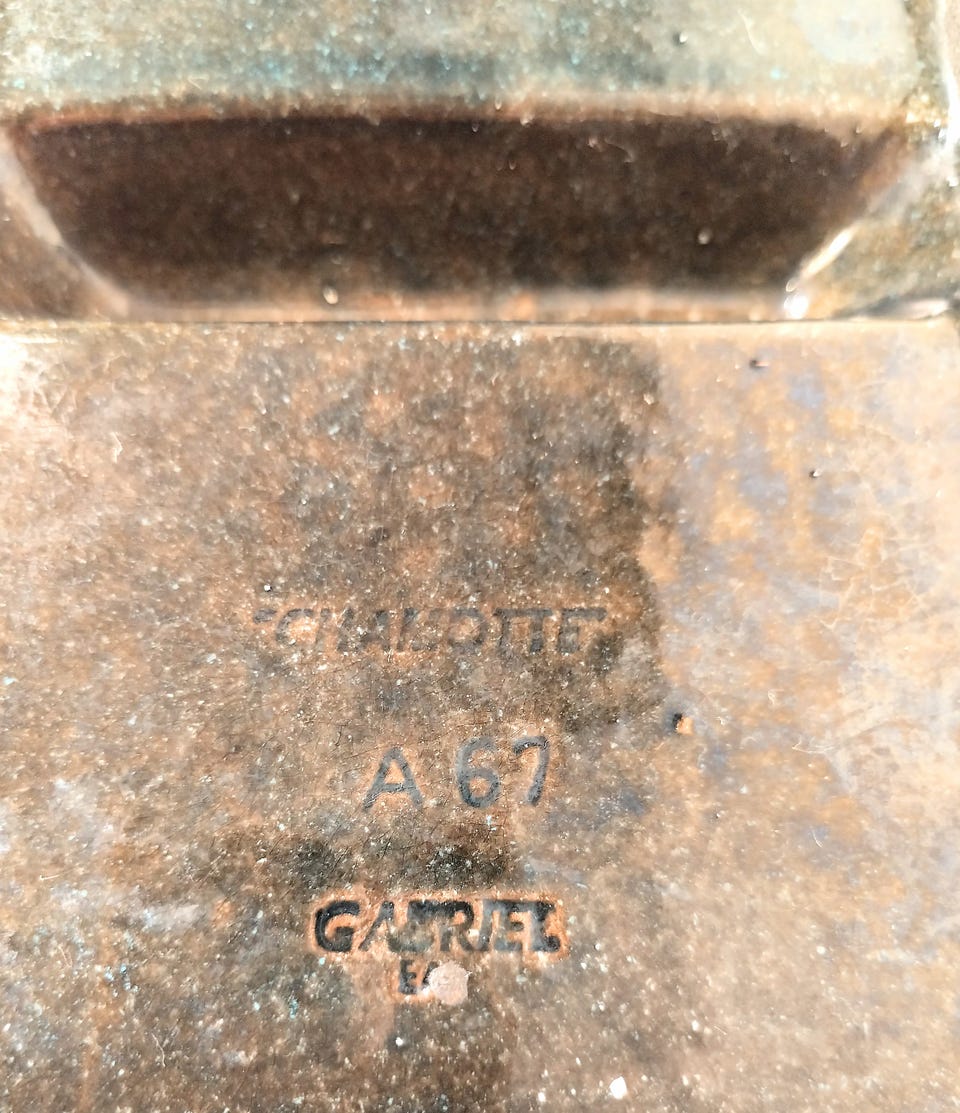 "CHAMOTTE"
A 67
GABRIEL